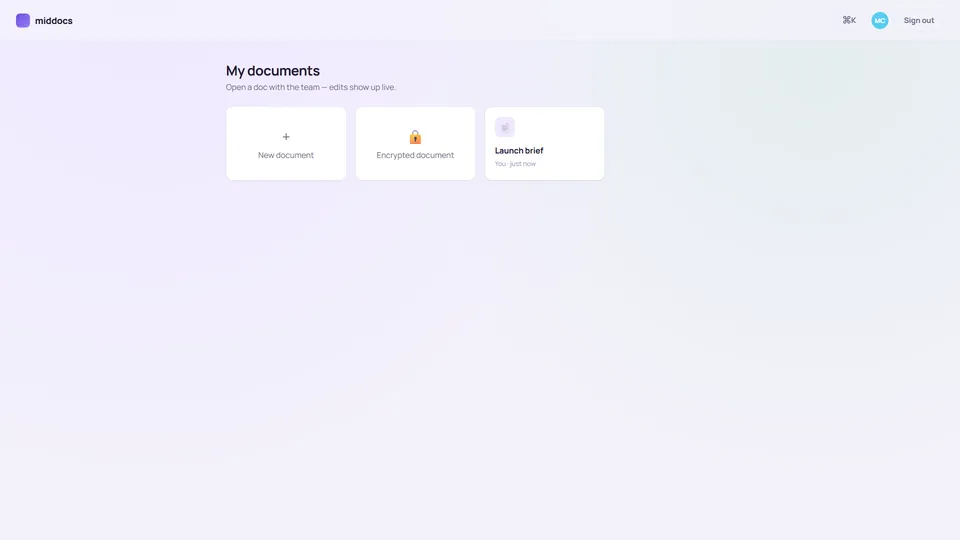 middocs
⌘K
MC
Sign out
My documents
Open a doc with the team — edits show up live.
+
New document
Encrypted document
Launch brief
You · just now